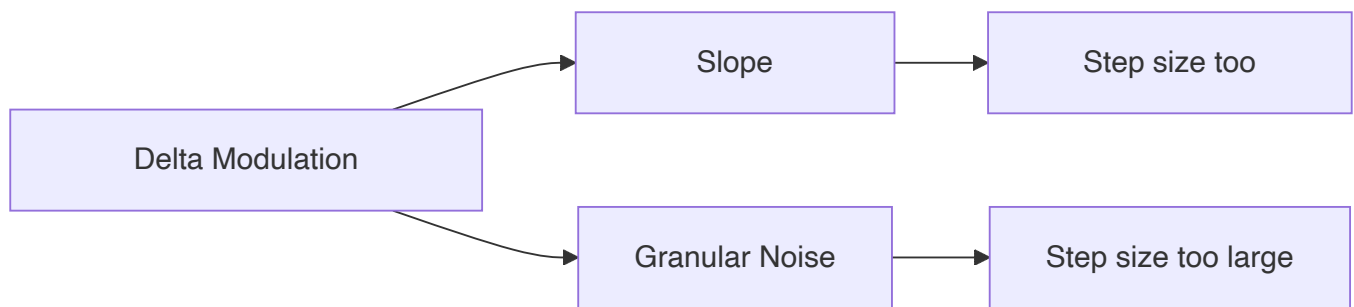 Slope
Step size too
Delta Modulation
Granular Noise
Step size too large